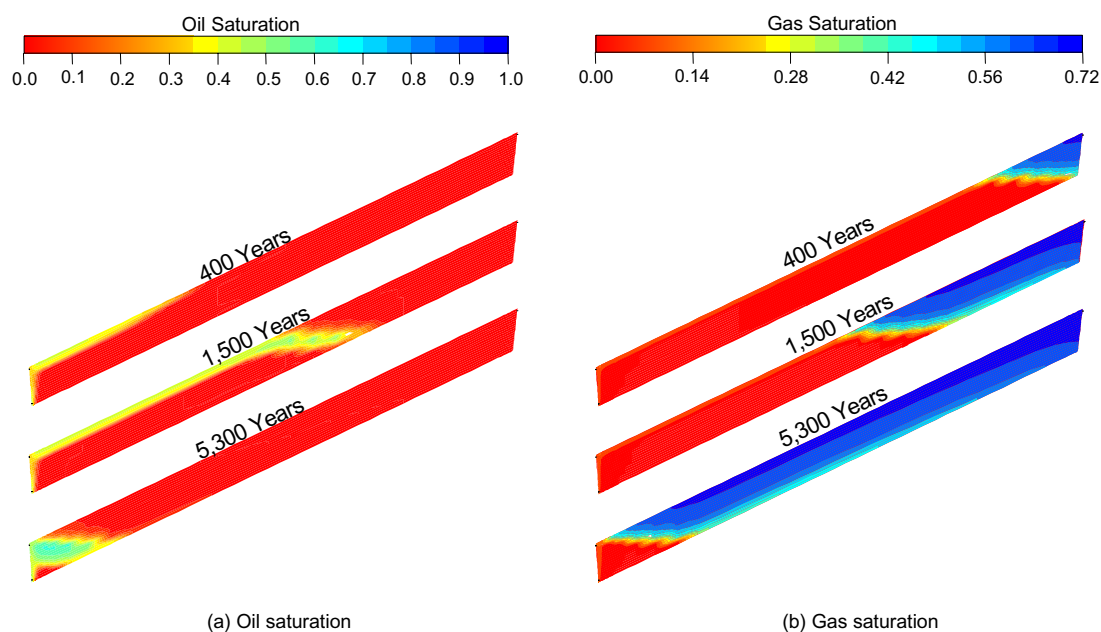 Oil Saturation
0.0 0.1 0.2 0.3 0.4 0.5 0.6 0.7 0.8 0.9 1.0
400 Years
1,500 Years
5,300 Years
(a) Oil saturation
Gas Saturation
0.00 0.14 0.28 0.42 0.56 0.72
400 Years
1,500 Years
5,300 Years
(b) Gas saturation